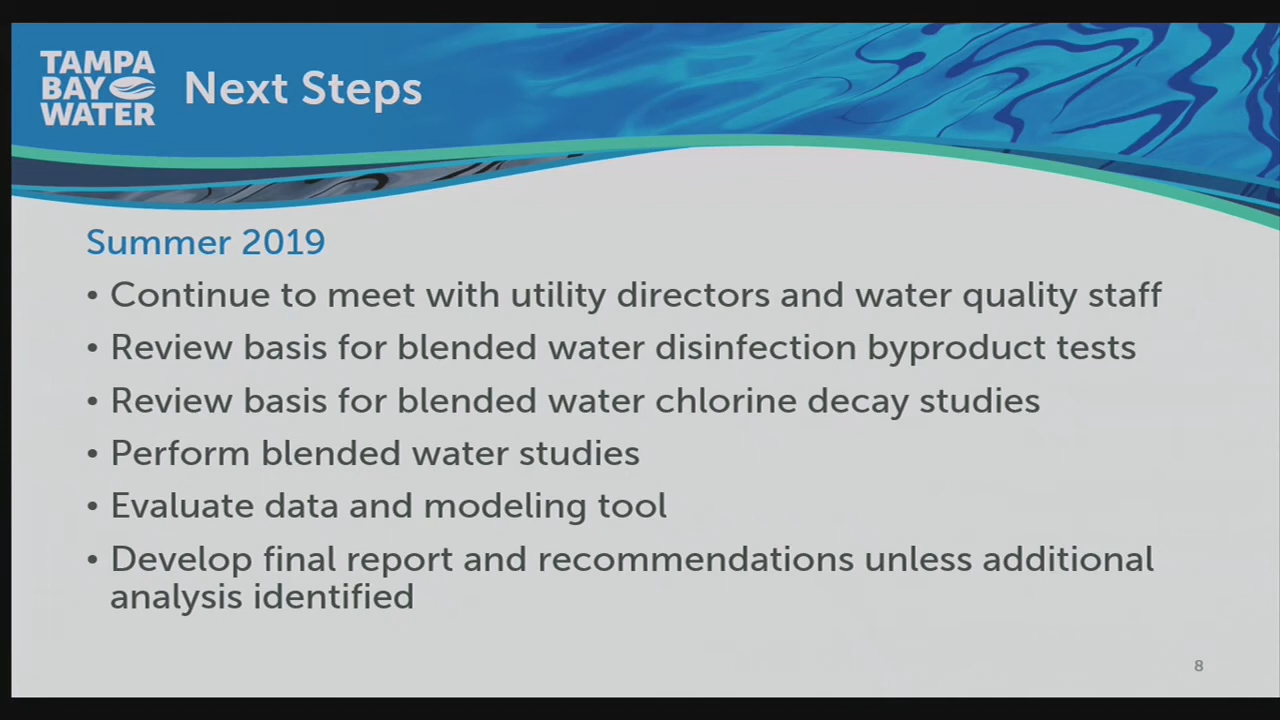 TAMPA
BAY
WATER
Next Steps
Summer 2019
• Continue to meet with utility directors and water quality staff
• Review basis for blended water disinfection byproduct tests
• Review basis for blended water chlorine decay studies
• Perform blended water studies
• Evaluate data and modeling tool
• Develop final report and recommendations unless additional
analysis identified
8